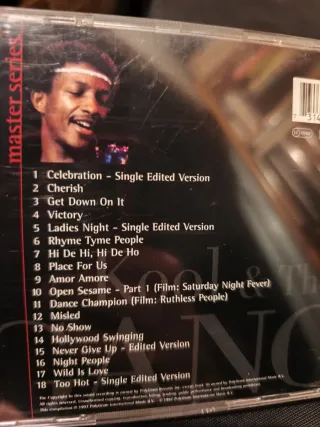 master series
1 Celebration – Single Edited Version
2 Cherish
3 Get Down On It
4 Victory
5 Ladies Night – Single Edited Version
6 Rhyme Tyme People
7 Hi De Hi, Hi De Ho
8 Place For Us
9 Amor Amore
10 Open Sesame – Part 1 (Film: Saturday Night Fever)
11 Dance Champion (Film: Ruthless People)
12 Misled
13 No Show
14 Hollywood Swinging
15 Never Give Up – Edited Version
16 Night People
17 Wild Is Love
18 Too Hot – Single Edited Version
Kool & Th
ANG